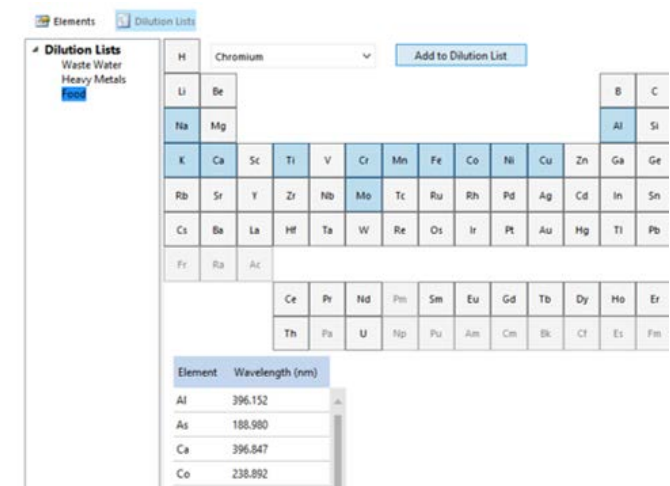 Elements Dilution Lists
Dilution Lists
Waste Water
Heavy Metals
Food
H Chromium Add to Dilution List
Li Be B C
Na Mg Al Si
K Ca Sc Ti V Cr Mn Fe Co Ni Cu Zn Ga Ge
Rb Sr Y Zr Nb Mo Tc Ru Rh Pd Ag Cd In Sn
Cs Ba La Hf Ta W Re Os Ir Pt Au Hg Tl Pb
Fr Ra Ac
Ce Pr Nd Pm Sm Eu Gd Tb Dy Ho Er
Th Pa U Np Pu Am Cm Bk Cf Es Fm
Element Wavelength (nm)
Al 396.152
As 188.980
Ca 396.847
Co 238.892